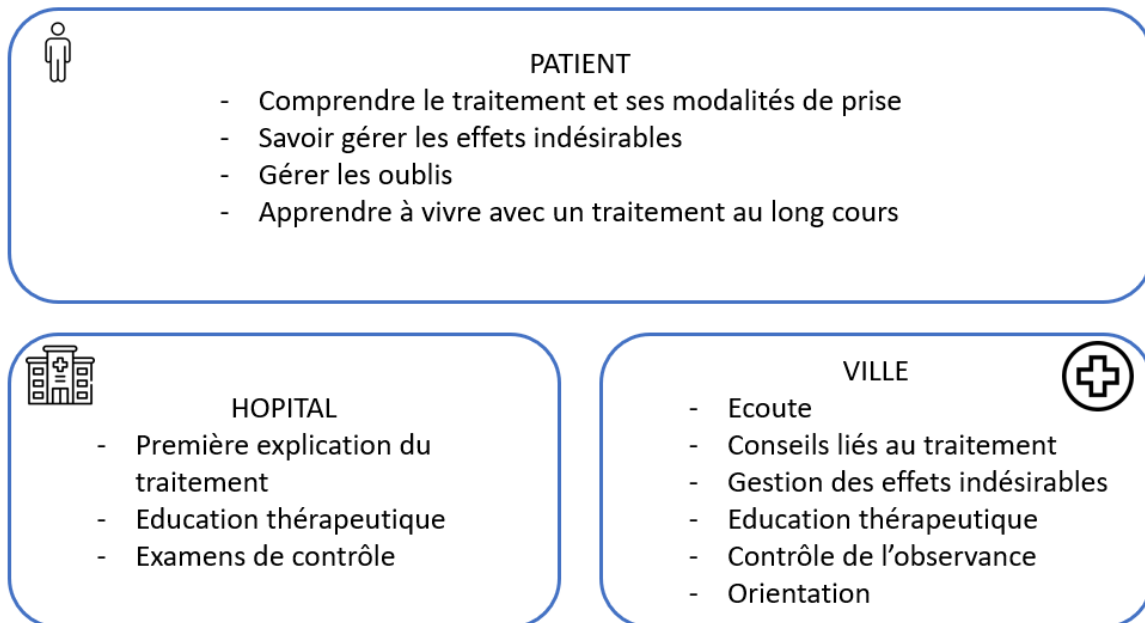 PATIENT
- Comprendre le traitement et ses modalités de prise
- Savoir gérer les effets indésirables
- Gérer les oublis
- Apprendre à vivre avec un traitement au long cours
HOPITAL
- Première explication du
traitement
- Education thérapeutique
- Examens de contrôle
VILLE
- Ecoute
- Conseils liés au traitement
- Gestion des effets indésirables
- Education thérapeutique
- Contrôle de l'observance
- Orientation